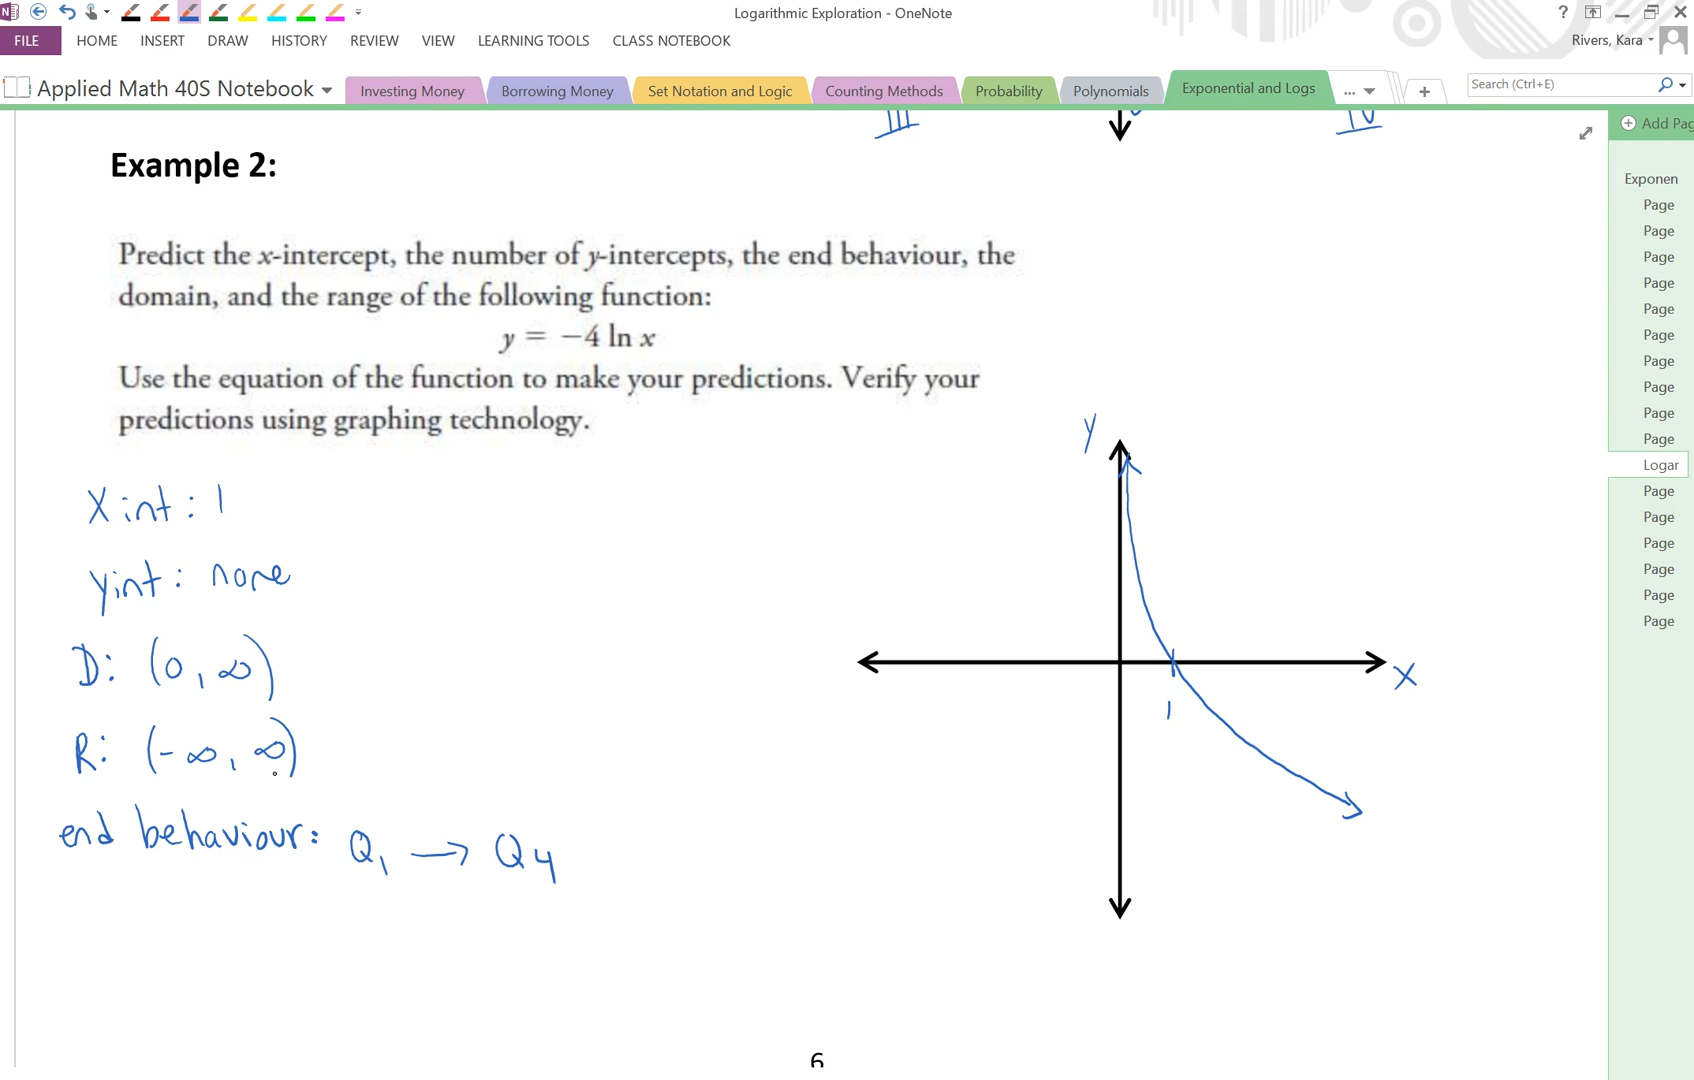 Logarithmic Exploration - OneNote
?
FILE HOME INSERT DRAW HISTORY REVIEW VIEW LEARNING TOOLS CLASS NOTEBOOK
Rivers, Kara
Applied Math 40S Notebook
Investing Money Borrowing Money Set Notation and Logic Counting Methods Probability Polynomials Exponential and Logs ... +
Search (Ctrl+E)
Add Pag
III IV
Example 2:
Predict the x-intercept, the number of y-intercepts, the end behaviour, the
domain, and the range of the following function:
y = −4 ln x
Use the equation of the function to make your predictions. Verify your
predictions using graphing technology.
X int : 1
yint : none
D: (0, ∞)
R: (-∞, ∞)
end behaviour: Q1 → Q4
y
x
1
6
Exponen
Page
Page
Page
Page
Page
Page
Page
Page
Page
Page
Logar
Page
Page
Page
Page
Page
Page